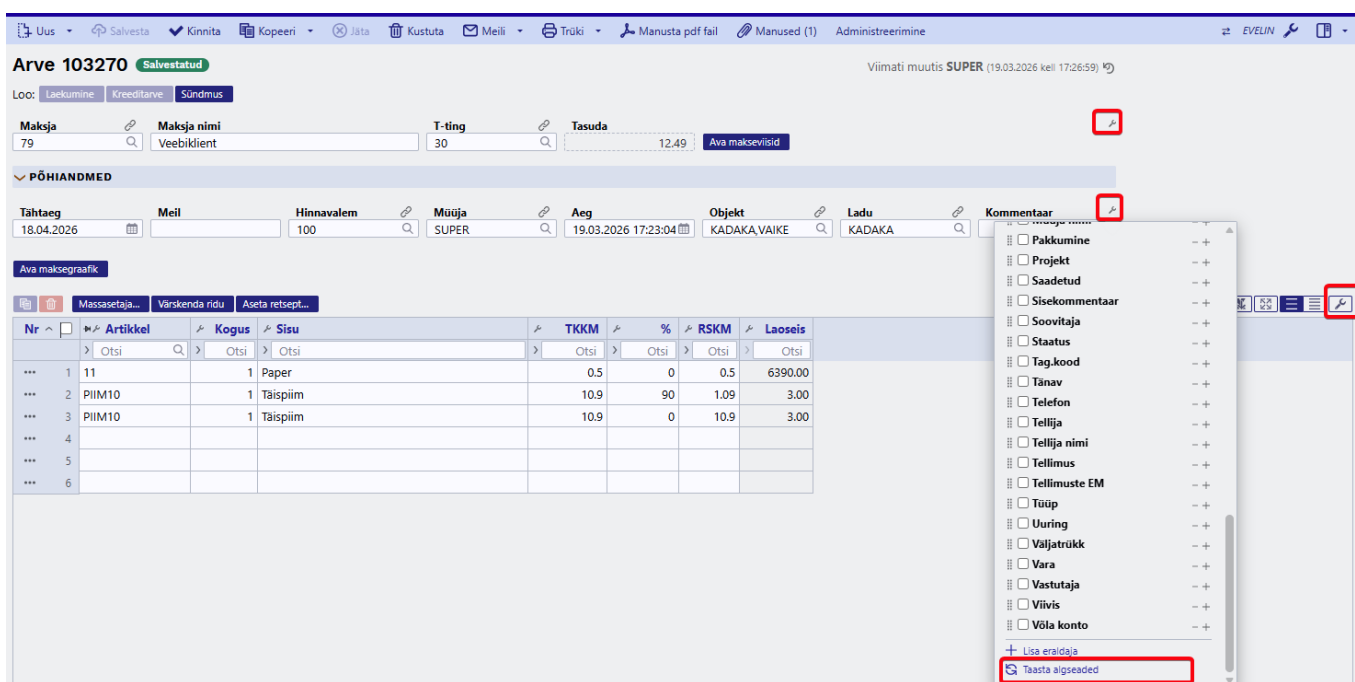 Uus Salvesta Kinnita Kopeeri Jäta Kustuta Meili Trüki Manusta pdf fail Manused (1) Administreerimine EVELIN
Arve 103270 Salvestatud Viimati muutis SUPER (19.03.2026 kell 17:26:59)
Loo: Laekumine Kreeditarve Sündmus
Maksja Maksja nimi T-ting Tasuda
79 Veebiklient 30 12.49 Ava makseviisid
PÕHIANDMED
Tähtaeg Meil Hinnavalem Müüja Aeg Objekt Ladu Kommentaar
18.04.2026 100 SUPER 19.03.2026 17:23:04 KADAKA,VAIKE KADAKA
Ava maksegraafik
Massasetaja... Värskenda ridu Aseta retsept...
Nr Artikkel Kogus Sisu TKKM % RSKM Laoseis
Otsi Otsi Otsi Otsi Otsi Otsi Otsi
1 11 1 Paper 0.5 0 0.5 6390.00
2 PIIM10 1 Täispiim 10.9 90 1.09 3.00
3 PIIM10 1 Täispiim 10.9 0 10.9 3.00
4
5
6
Pakkumine
Projekt
Saadetud
Sisekommentaar
Soovitaja
Staatus
Tag.kood
Tänav
Telefon
Tellija
Tellija nimi
Tellimus
Tellimuste EM
Tüüp
Uuring
Väljatrükk
Vara
Vastutaja
Viivis
Võla konto
Lisa eraldaja
Taasta algseaded